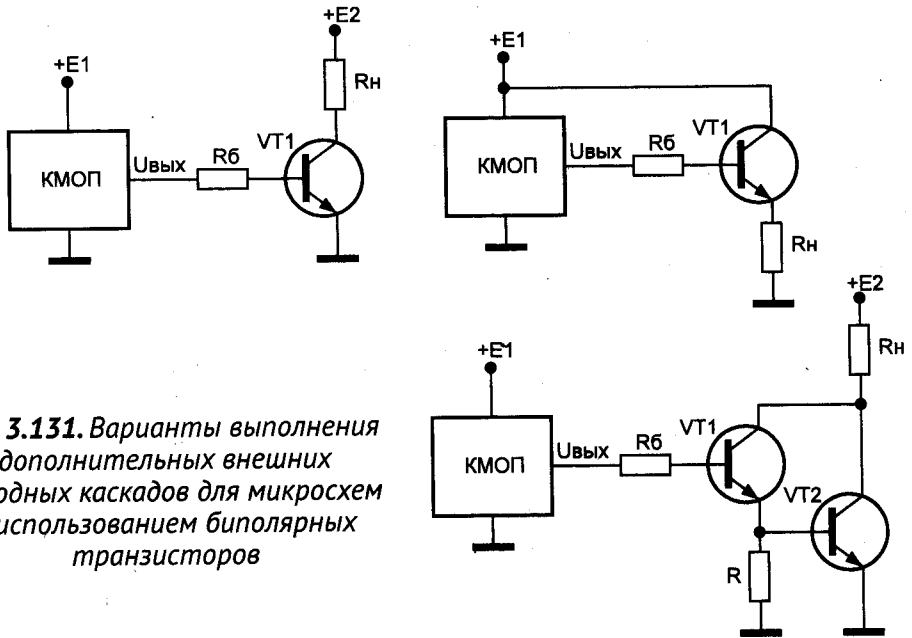 +E2
+E1
Rн
VT1
Uвых
Rб
КМОП
+E1
VT1
Uвых
Rб
КМОП
Rн
+E2
Rн
+E1
VT1
Uвых
Rб
КМОП
VT2
R
3.131. Варианты выполнения
дополнительных внешних
одных каскадов для микросхем
использованием биполярных
транзисторов